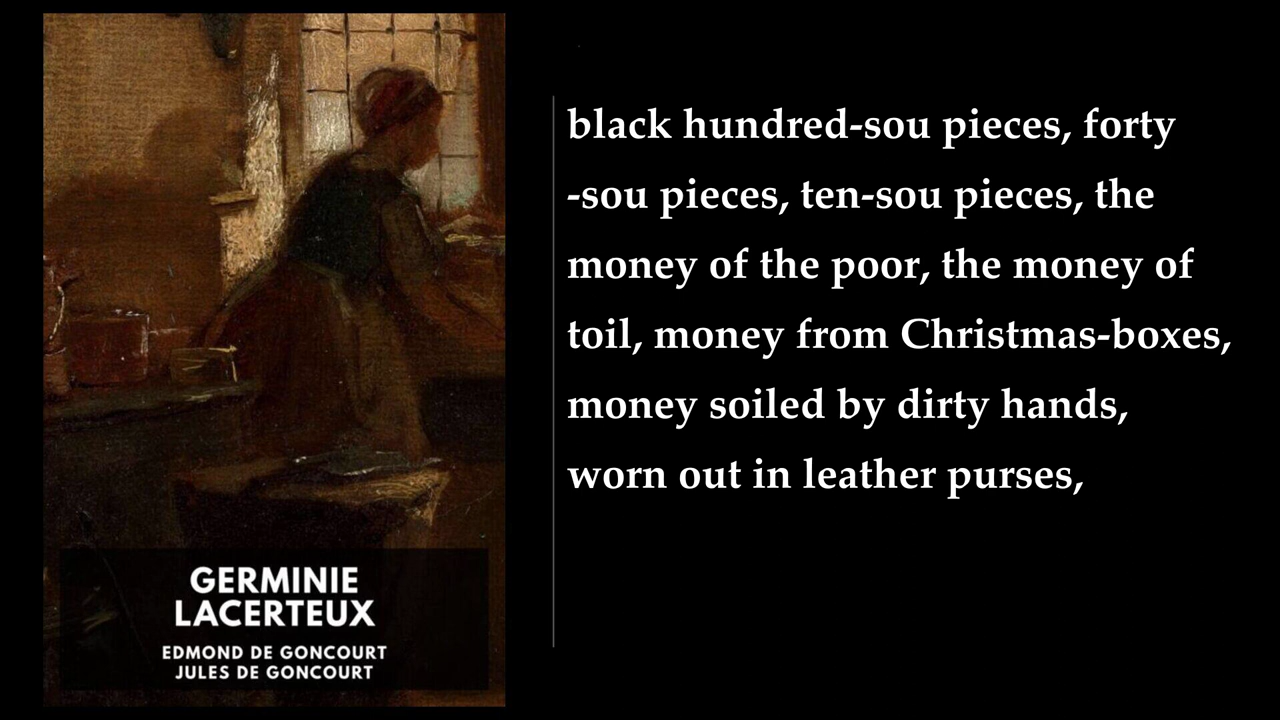 GERMINIE
LACERTEUX
EDMOND DE GONCOURT
JULES DE GONCOURT
black hundred-sou pieces, forty
-sou pieces, ten-sou pieces, the
money of the poor, the money of
toil, money from Christmas-boxes,
money soiled by dirty hands,
worn out in leather purses,